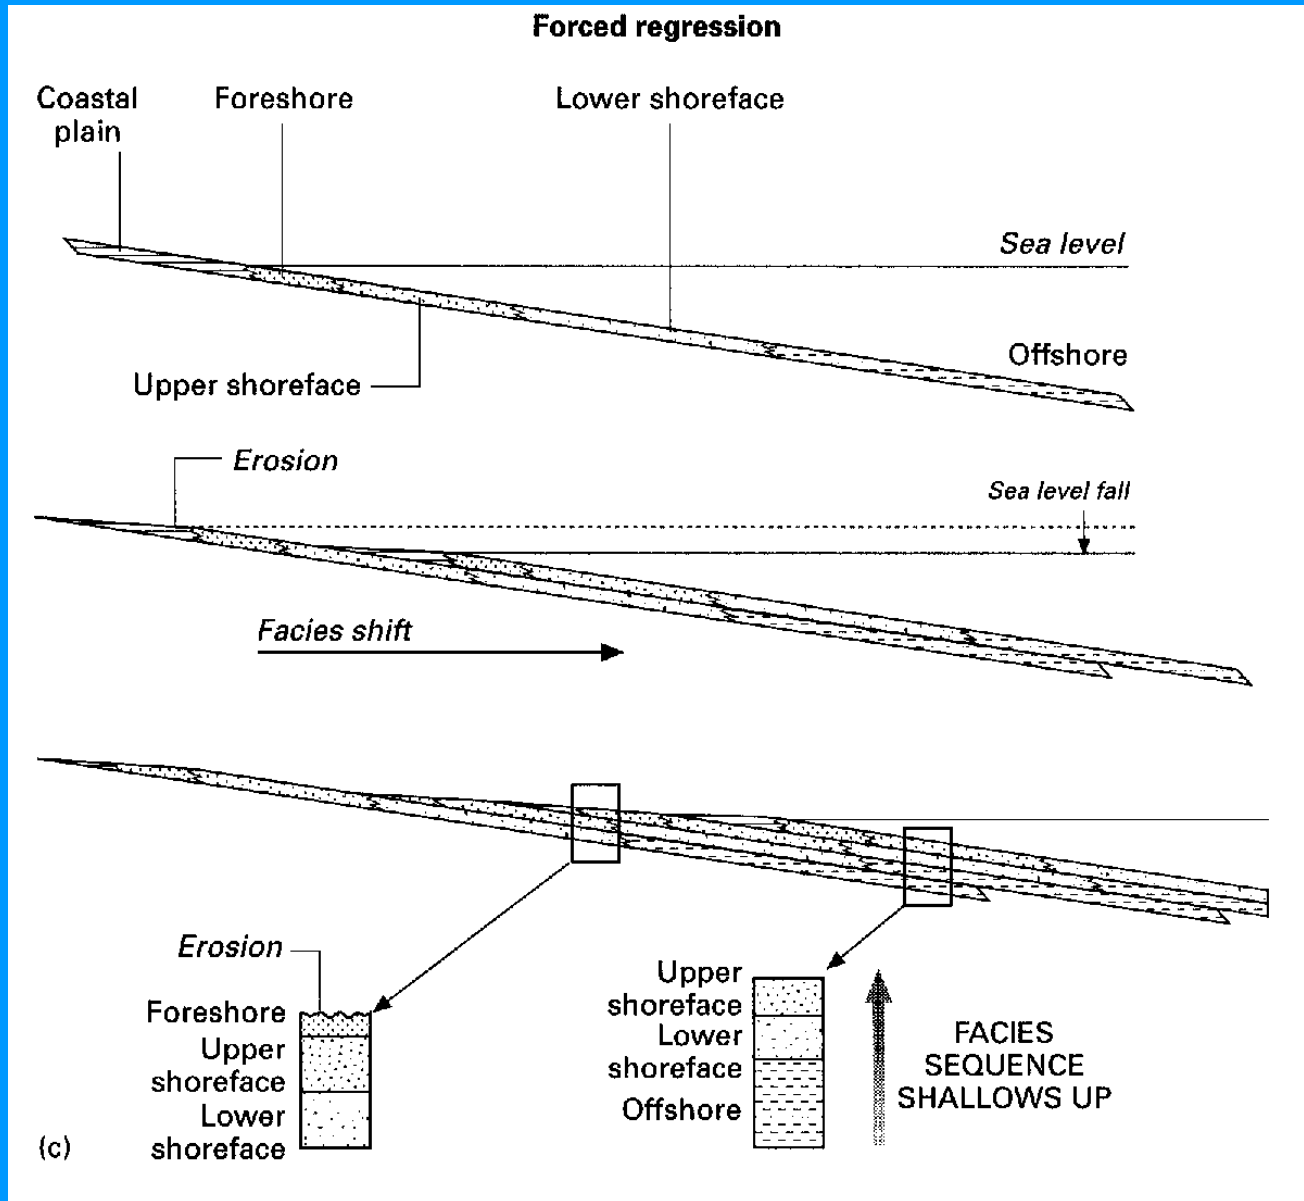 Forced regression
Coastal
plain
Foreshore
Lower shoreface
Sea level
Offshore
Upper shoreface
Erosion
Sea level fall
Facies shift
Erosion
Foreshore
Upper
shoreface
Lower
shoreface
Upper
shoreface
Lower
shoreface
Offshore
FACIES
SEQUENCE
SHALLOWS UP
(c)